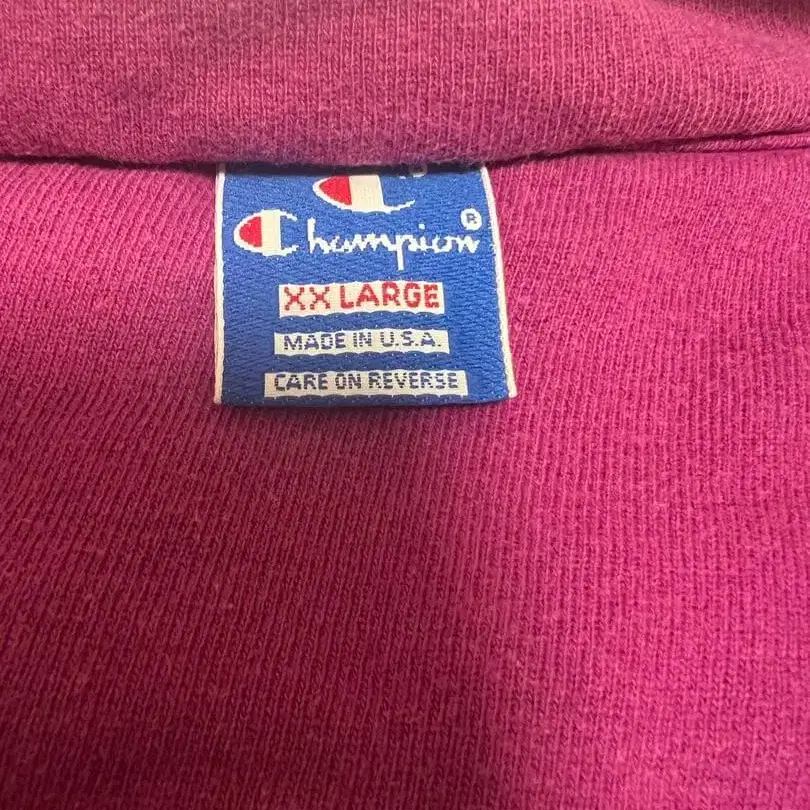 Champion®
XX LARGE
MADE IN U.S.A.
CARE ON REVERSE